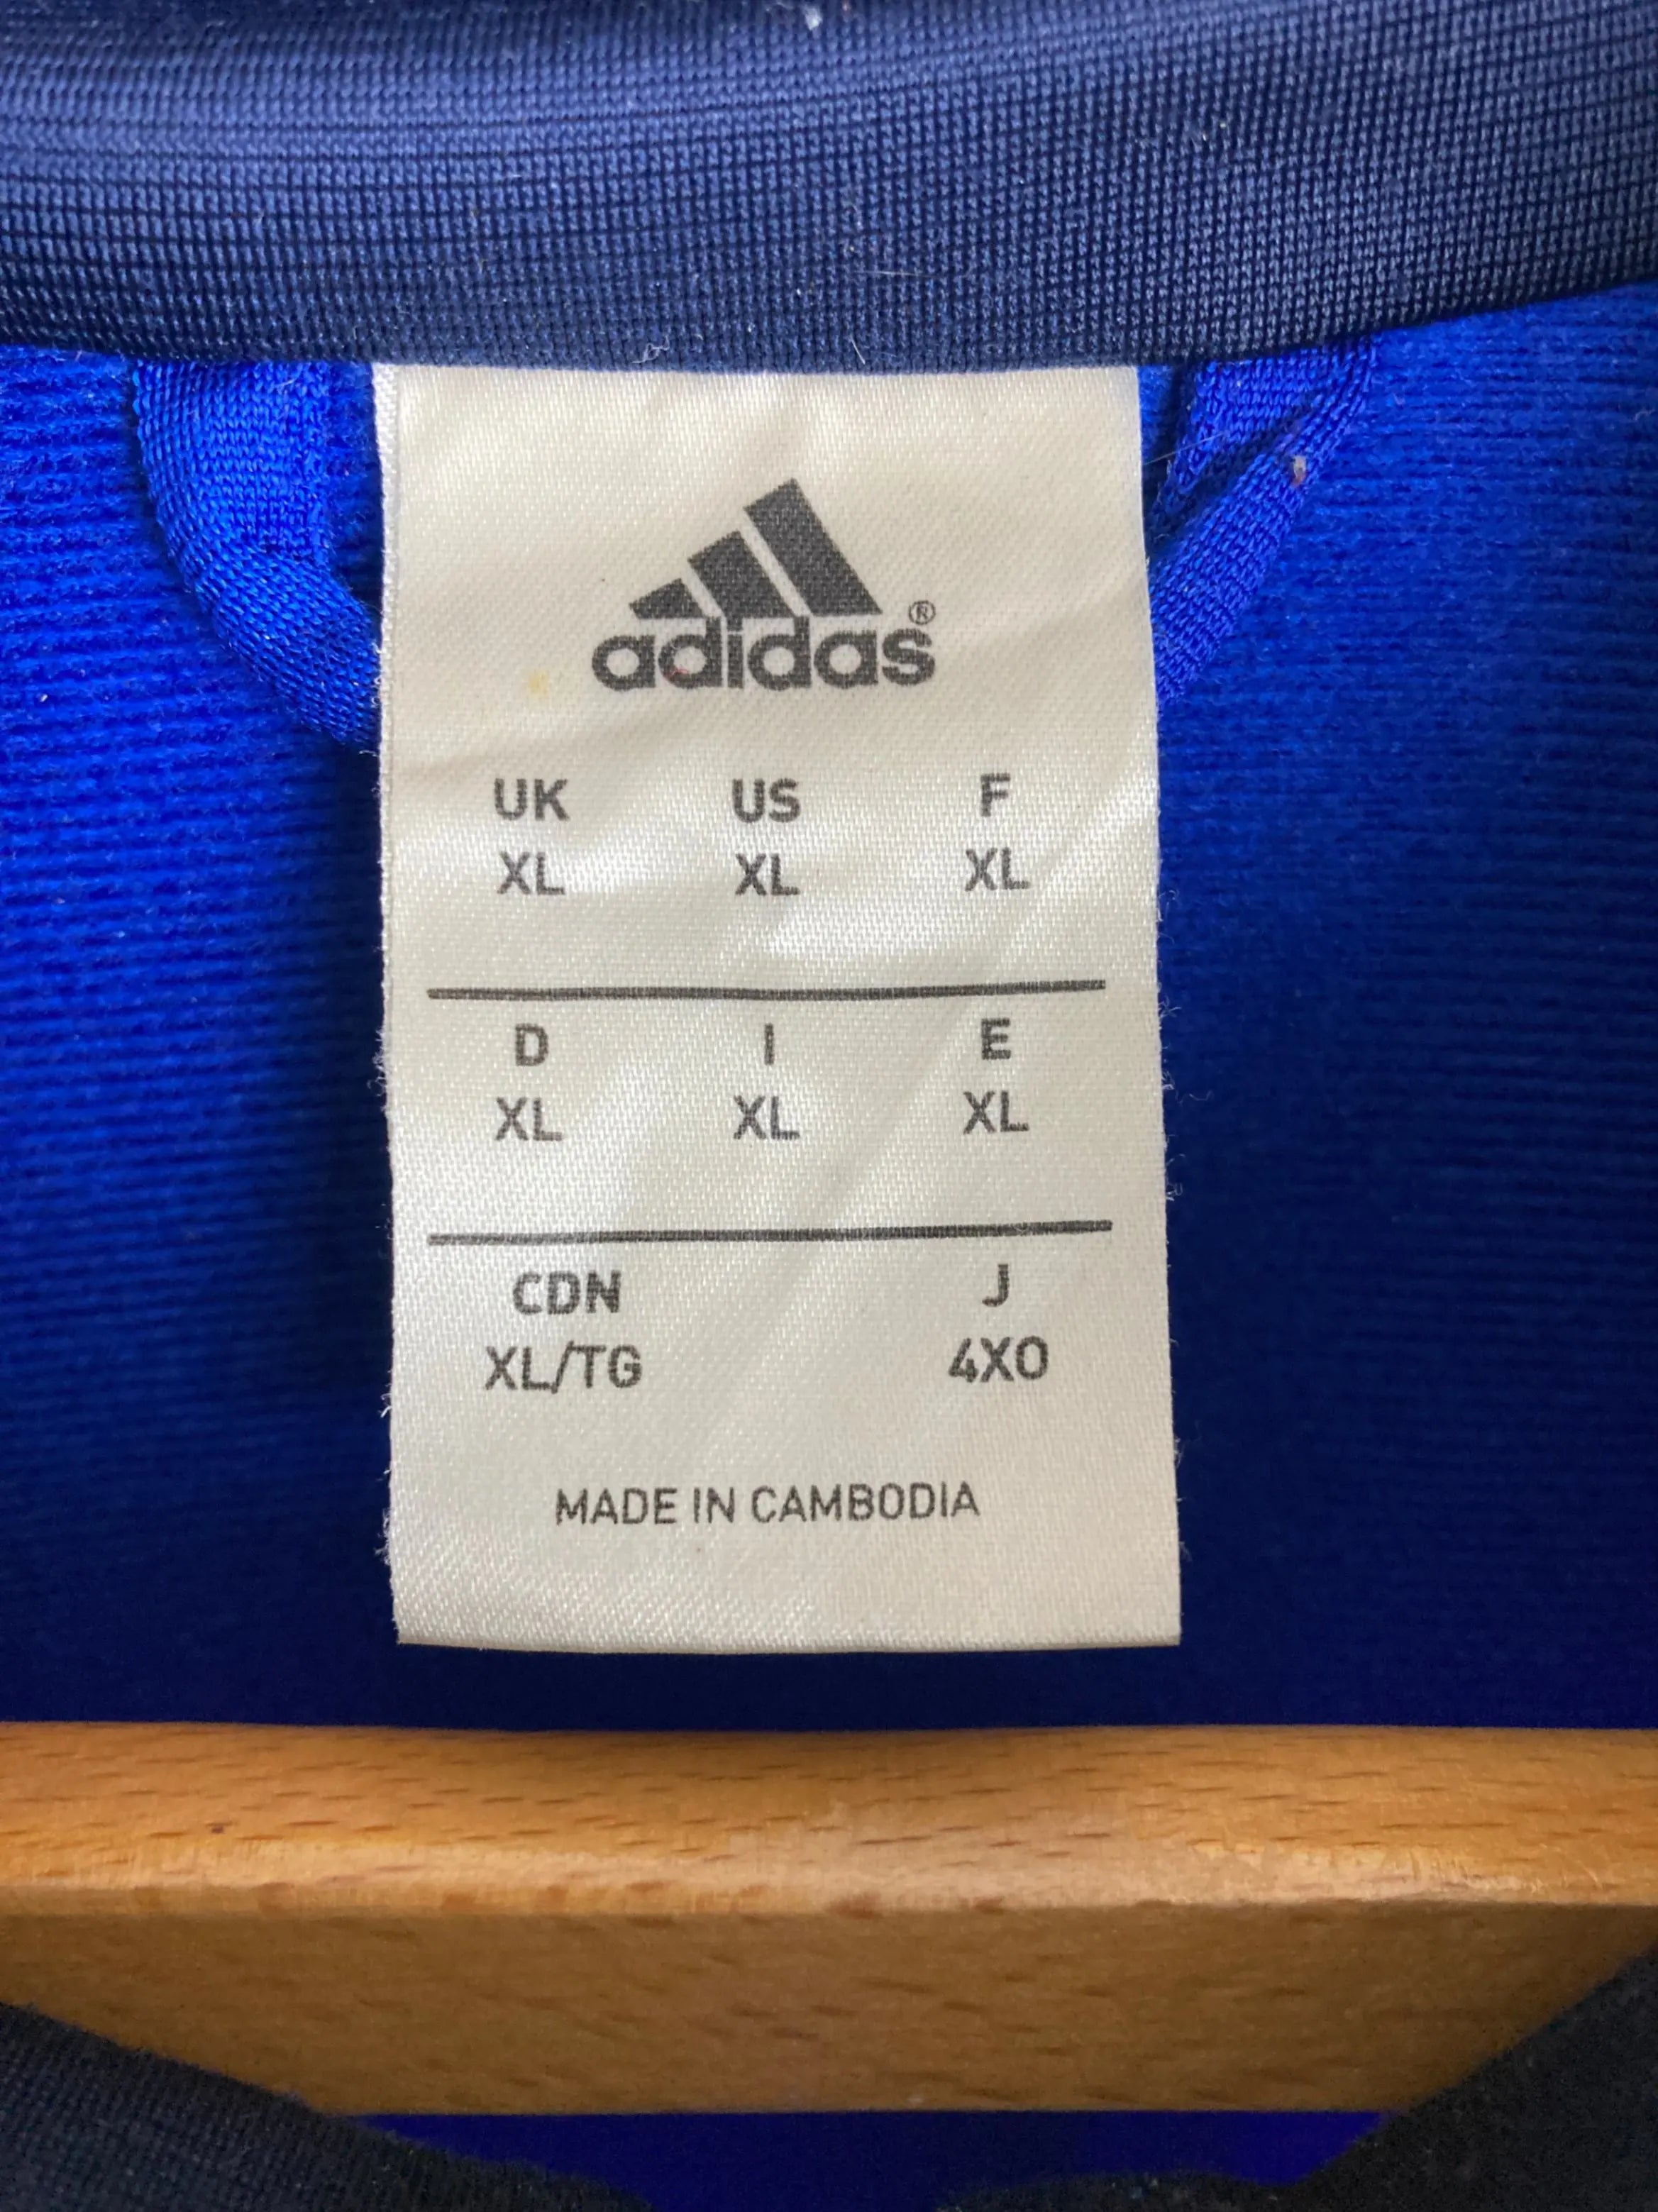 adidas®
UK US F
XL XL XL
D I E
XL XL XL
CDN J
XL/TG 4XO
MADE IN CAMBODIA